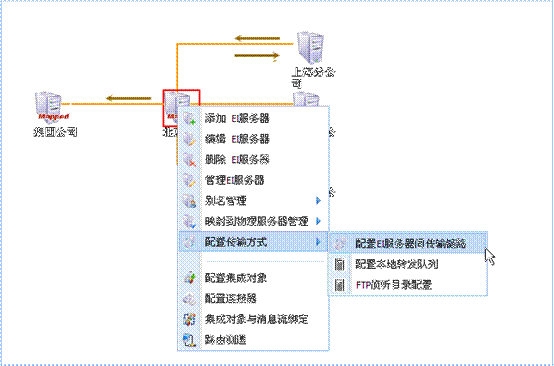 上海分公
司
Mapped
集团公司
添加 EI服务器
编辑 EI服务器
删除 EI服务器
管理EI服务器
别名管理
映射到物理服务器管理
配置传输方式
配置EI服务器间传输链路
配置本地转发队列
FTP侦听目录配置
配置集成对象
配置连接器
集成对象与消息流绑定
路由测通